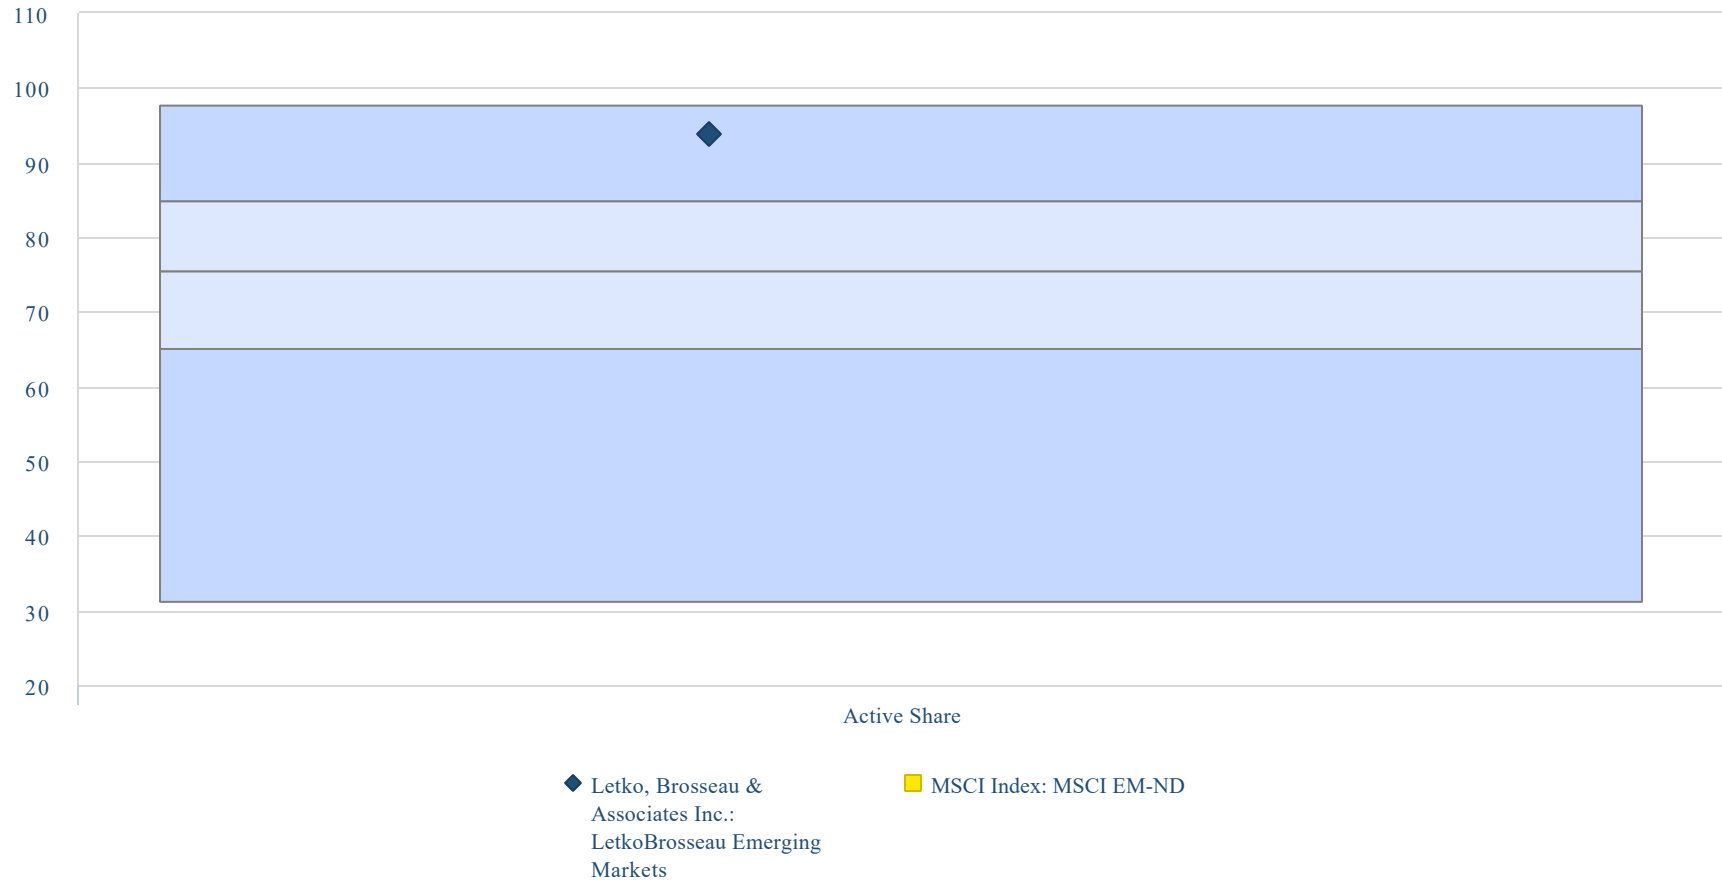 110
100
90
80
70
60
50
40
30
20
Active Share
Letko, Brosseau &
Associates Inc.:
LetkoBrosseau Emerging
Markets
MSCI Index: MSCI EM-ND